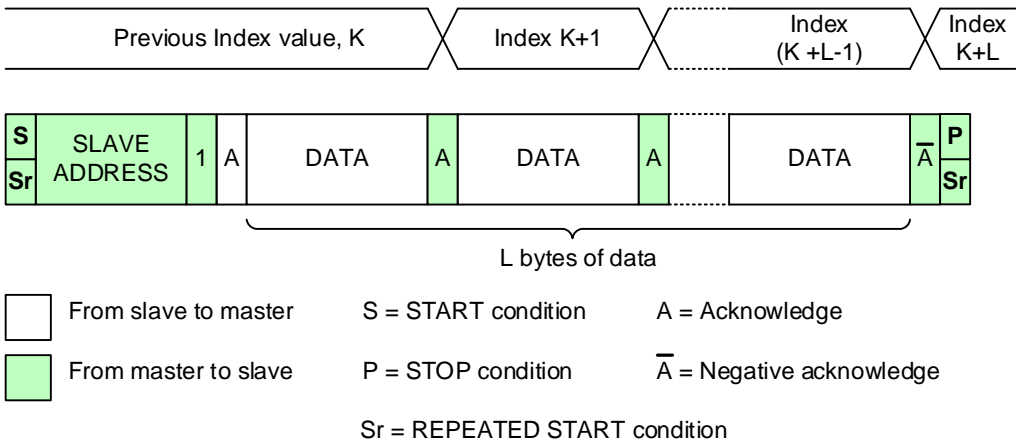 Previous Index value, K
Index K+1
Index
(K +L-1)
Index
K+L
S
Sr
SLAVE
ADDRESS
1
A
DATA
A
DATA
A
DATA
A̅
P
Sr
L bytes of data
From slave to master
S = START condition
A = Acknowledge
From master to slave
P = STOP condition
A̅ = Negative acknowledge
Sr = REPEATED START condition